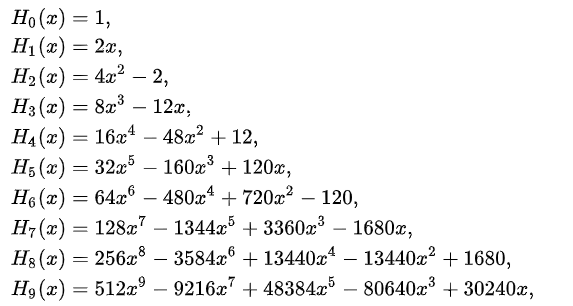 H₀(x) = 1,
H₁(x) = 2x,
H₂(x) = 4x² − 2,
H₃(x) = 8x³ − 12x,
H₄(x) = 16x⁴ − 48x² + 12,
H₅(x) = 32x⁵ − 160x³ + 120x,
H₆(x) = 64x⁶ − 480x⁴ + 720x² − 120,
H₇(x) = 128x⁷ − 1344x⁵ + 3360x³ − 1680x,
H₈(x) = 256x⁸ − 3584x⁶ + 13440x⁴ − 13440x² + 1680,
H₉(x) = 512x⁹ − 9216x⁷ + 48384x⁵ − 80640x³ + 30240x,